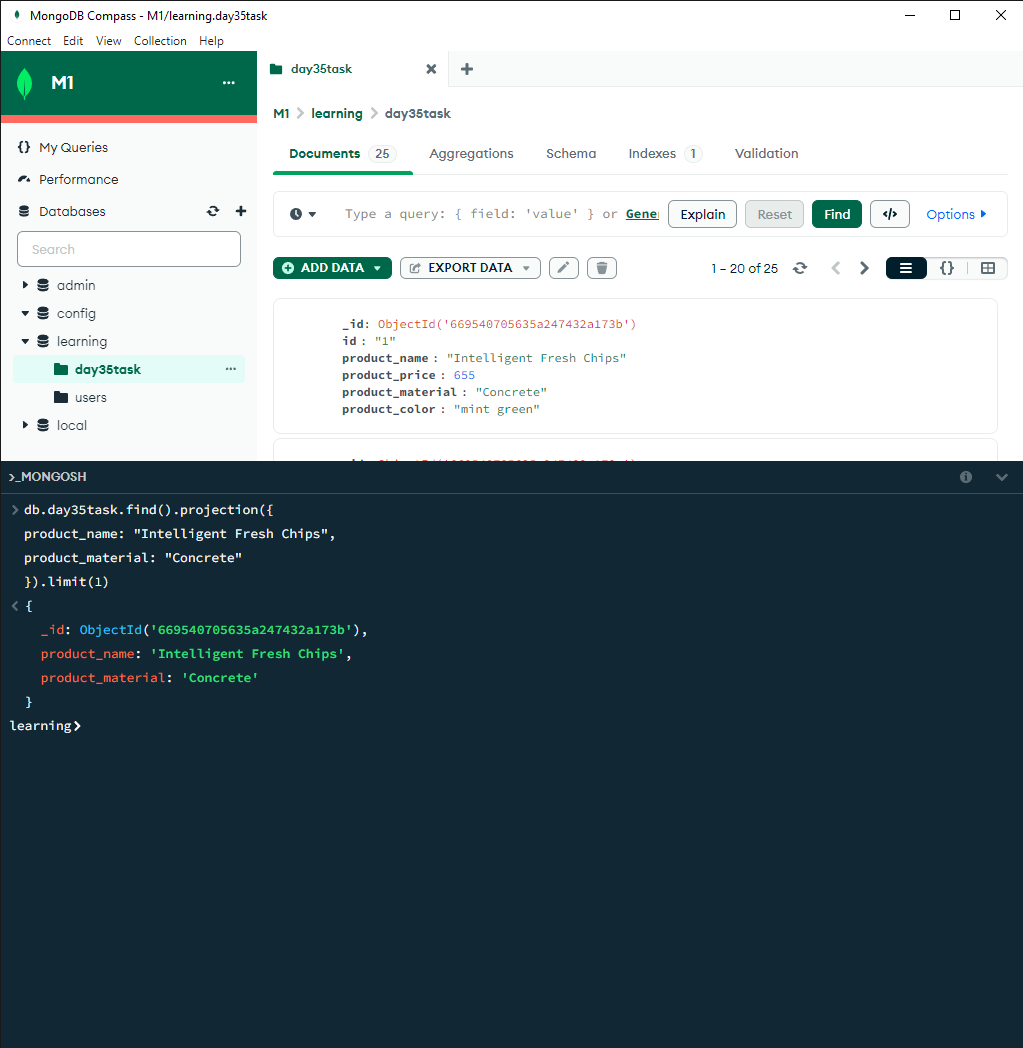 MongoDB Compass - M1/learning.day35task
Connect Edit View Collection Help
M1
day35task
M1 > learning > day35task
{} My Queries
Performance
Databases
Search
admin
config
learning
day35task
users
local
Documents 25 Aggregations Schema Indexes 1 Validation
Type a query: { field: 'value' } or Gene
Explain Reset Find </> Options
ADD DATA EXPORT DATA 1 – 20 of 25 {}
_id: ObjectId('669540705635a247432a173b')
id : "1"
product_name : "Intelligent Fresh Chips"
product_price : 655
product_material : "Concrete"
product_color : "mint green"
>_MONGOSH
> db.day35task.find().projection({
product_name: "Intelligent Fresh Chips",
product_material: "Concrete"
}).limit(1)
< {
_id: ObjectId('669540705635a247432a173b'),
product_name: 'Intelligent Fresh Chips',
product_material: 'Concrete'
}
learning>